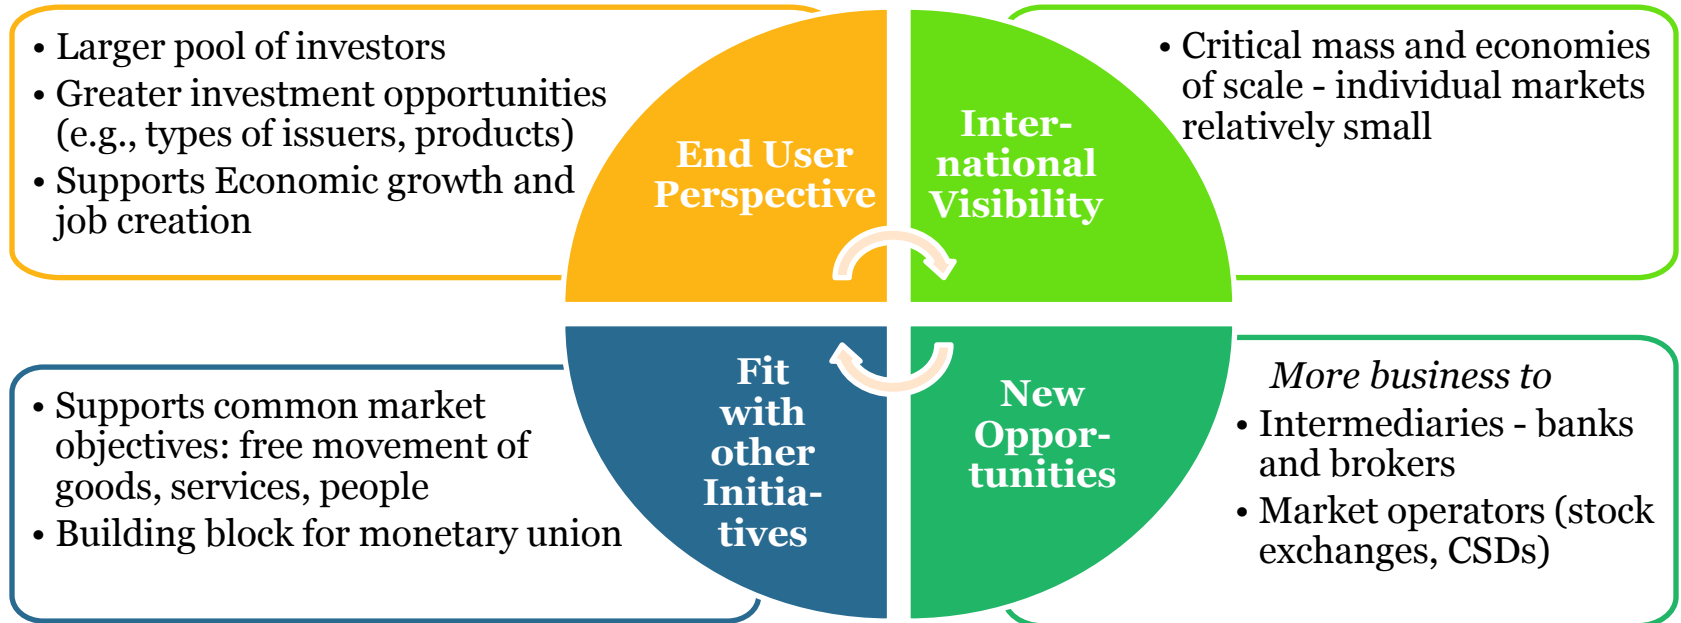 • Larger pool of investors
• Greater investment opportunities
(e.g., types of issuers, products)
• Supports Economic growth and
job creation
End User
Perspective
Inter-
national
Visibility
• Critical mass and economies
of scale - individual markets
relatively small
• Supports common market
objectives: free movement of
goods, services, people
• Building block for monetary union
Fit
with
other
Initia-
tives
New
Oppor-
tunities
More business to
• Intermediaries - banks
and brokers
• Market operators (stock
exchanges, CSDs)